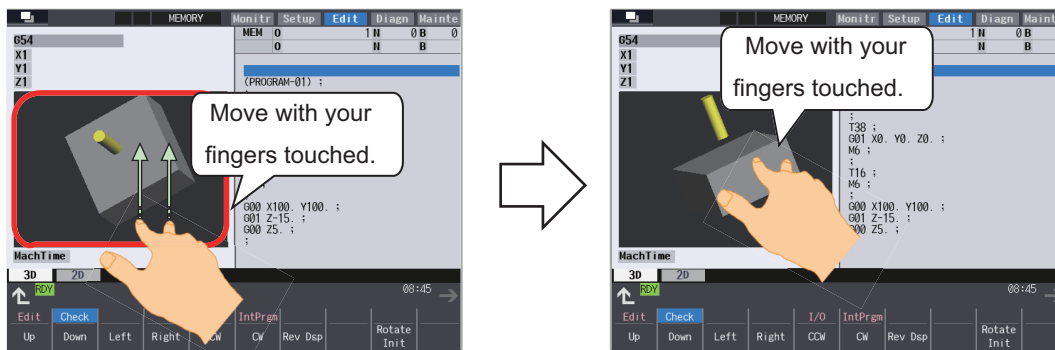 MEMORY Monitr Setup Edit Diagn Mainte
G54 MEM O 1 N 0 B 0
O N B
X1
Y1
Z1
(PROGRAM-01) ;
Move with your
fingers touched.
G00 X100. Y100. ;
G01 Z-15. ;
G00 Z5. ;
;
MachTime
3D 2D
RDY 08:45
Edit Check IntPrgm
Up Down Left Right CW Rev Dsp Rotate
Init
MEMORY Monitr Setup Edit Diagn Maint
G54 1 N 0 B
N B
X1
Y1
Z1
Move with your
fingers touched.
;
T38 ;
G01 X0. Y0. Z0. ;
M6 ;
;
T16 ;
M6 ;
;
G00 X100. Y100. ;
G01 Z-15. ;
G00 Z5. ;
;
MachTime
3D 2D
RDY 08:45
Edit Check I/O IntPrgm
Up Down Left Right CCW CW Rev Dsp Rotate
Init